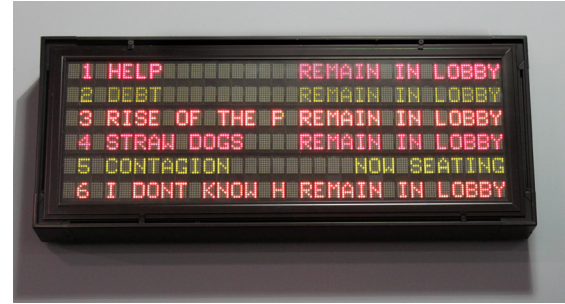 1 HELP REMAIN IN LOBBY
2 DEBT REMAIN IN LOBBY
3 RISE OF THE P REMAIN IN LOBBY
4 STRAW DOGS REMAIN IN LOBBY
5 CONTAGION NOW SEATING
6 I DONT KNOW H REMAIN IN LOBBY